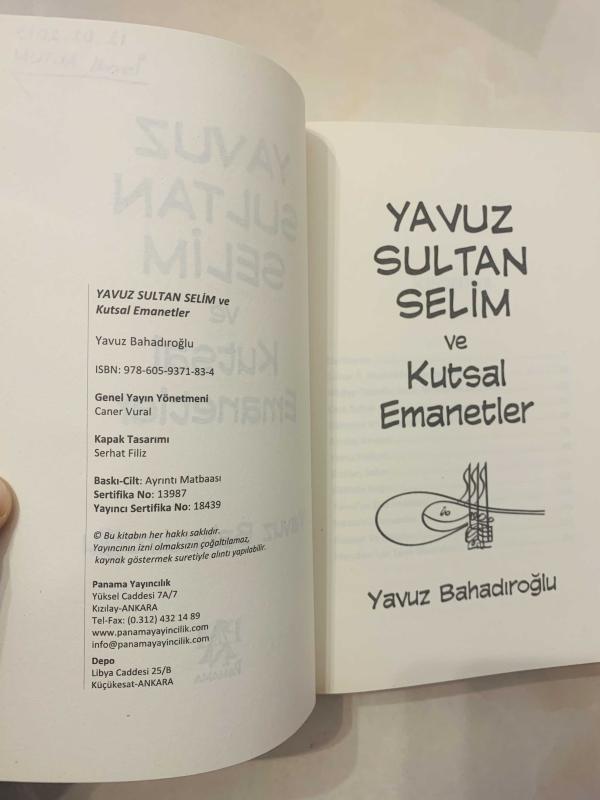 YAVUZ SULTAN SELİM ve
Kutsal Emanetler
Yavuz Bahadıroğlu
ISBN: 978-605-9371-83-4
Genel Yayın Yönetmeni
Caner Vural
Kapak Tasarımı
Serhat Filiz
Baskı-Cilt: Ayrıntı Matbaası
Sertifika No: 13987
Yayıncı Sertifika No: 18439
© Bu kitabın her hakkı saklıdır.
Yayıncının izni olmaksızın çoğaltılamaz,
kaynak göstermek suretiyle alıntı yapılabilir.
Panama Yayıncılık
Yüksel Caddesi 7A/7
Kızılay-ANKARA
Tel-Fax: (0.312) 432 14 89
www.panamayayincilik.com
info@panamayayincilik.com
Depo
Libya Caddesi 25/B
Küçükesat-ANKARA
YAVUZ
SULTAN
SELİM
ve
Kutsal
Emanetler
Yavuz Bahadıroğlu